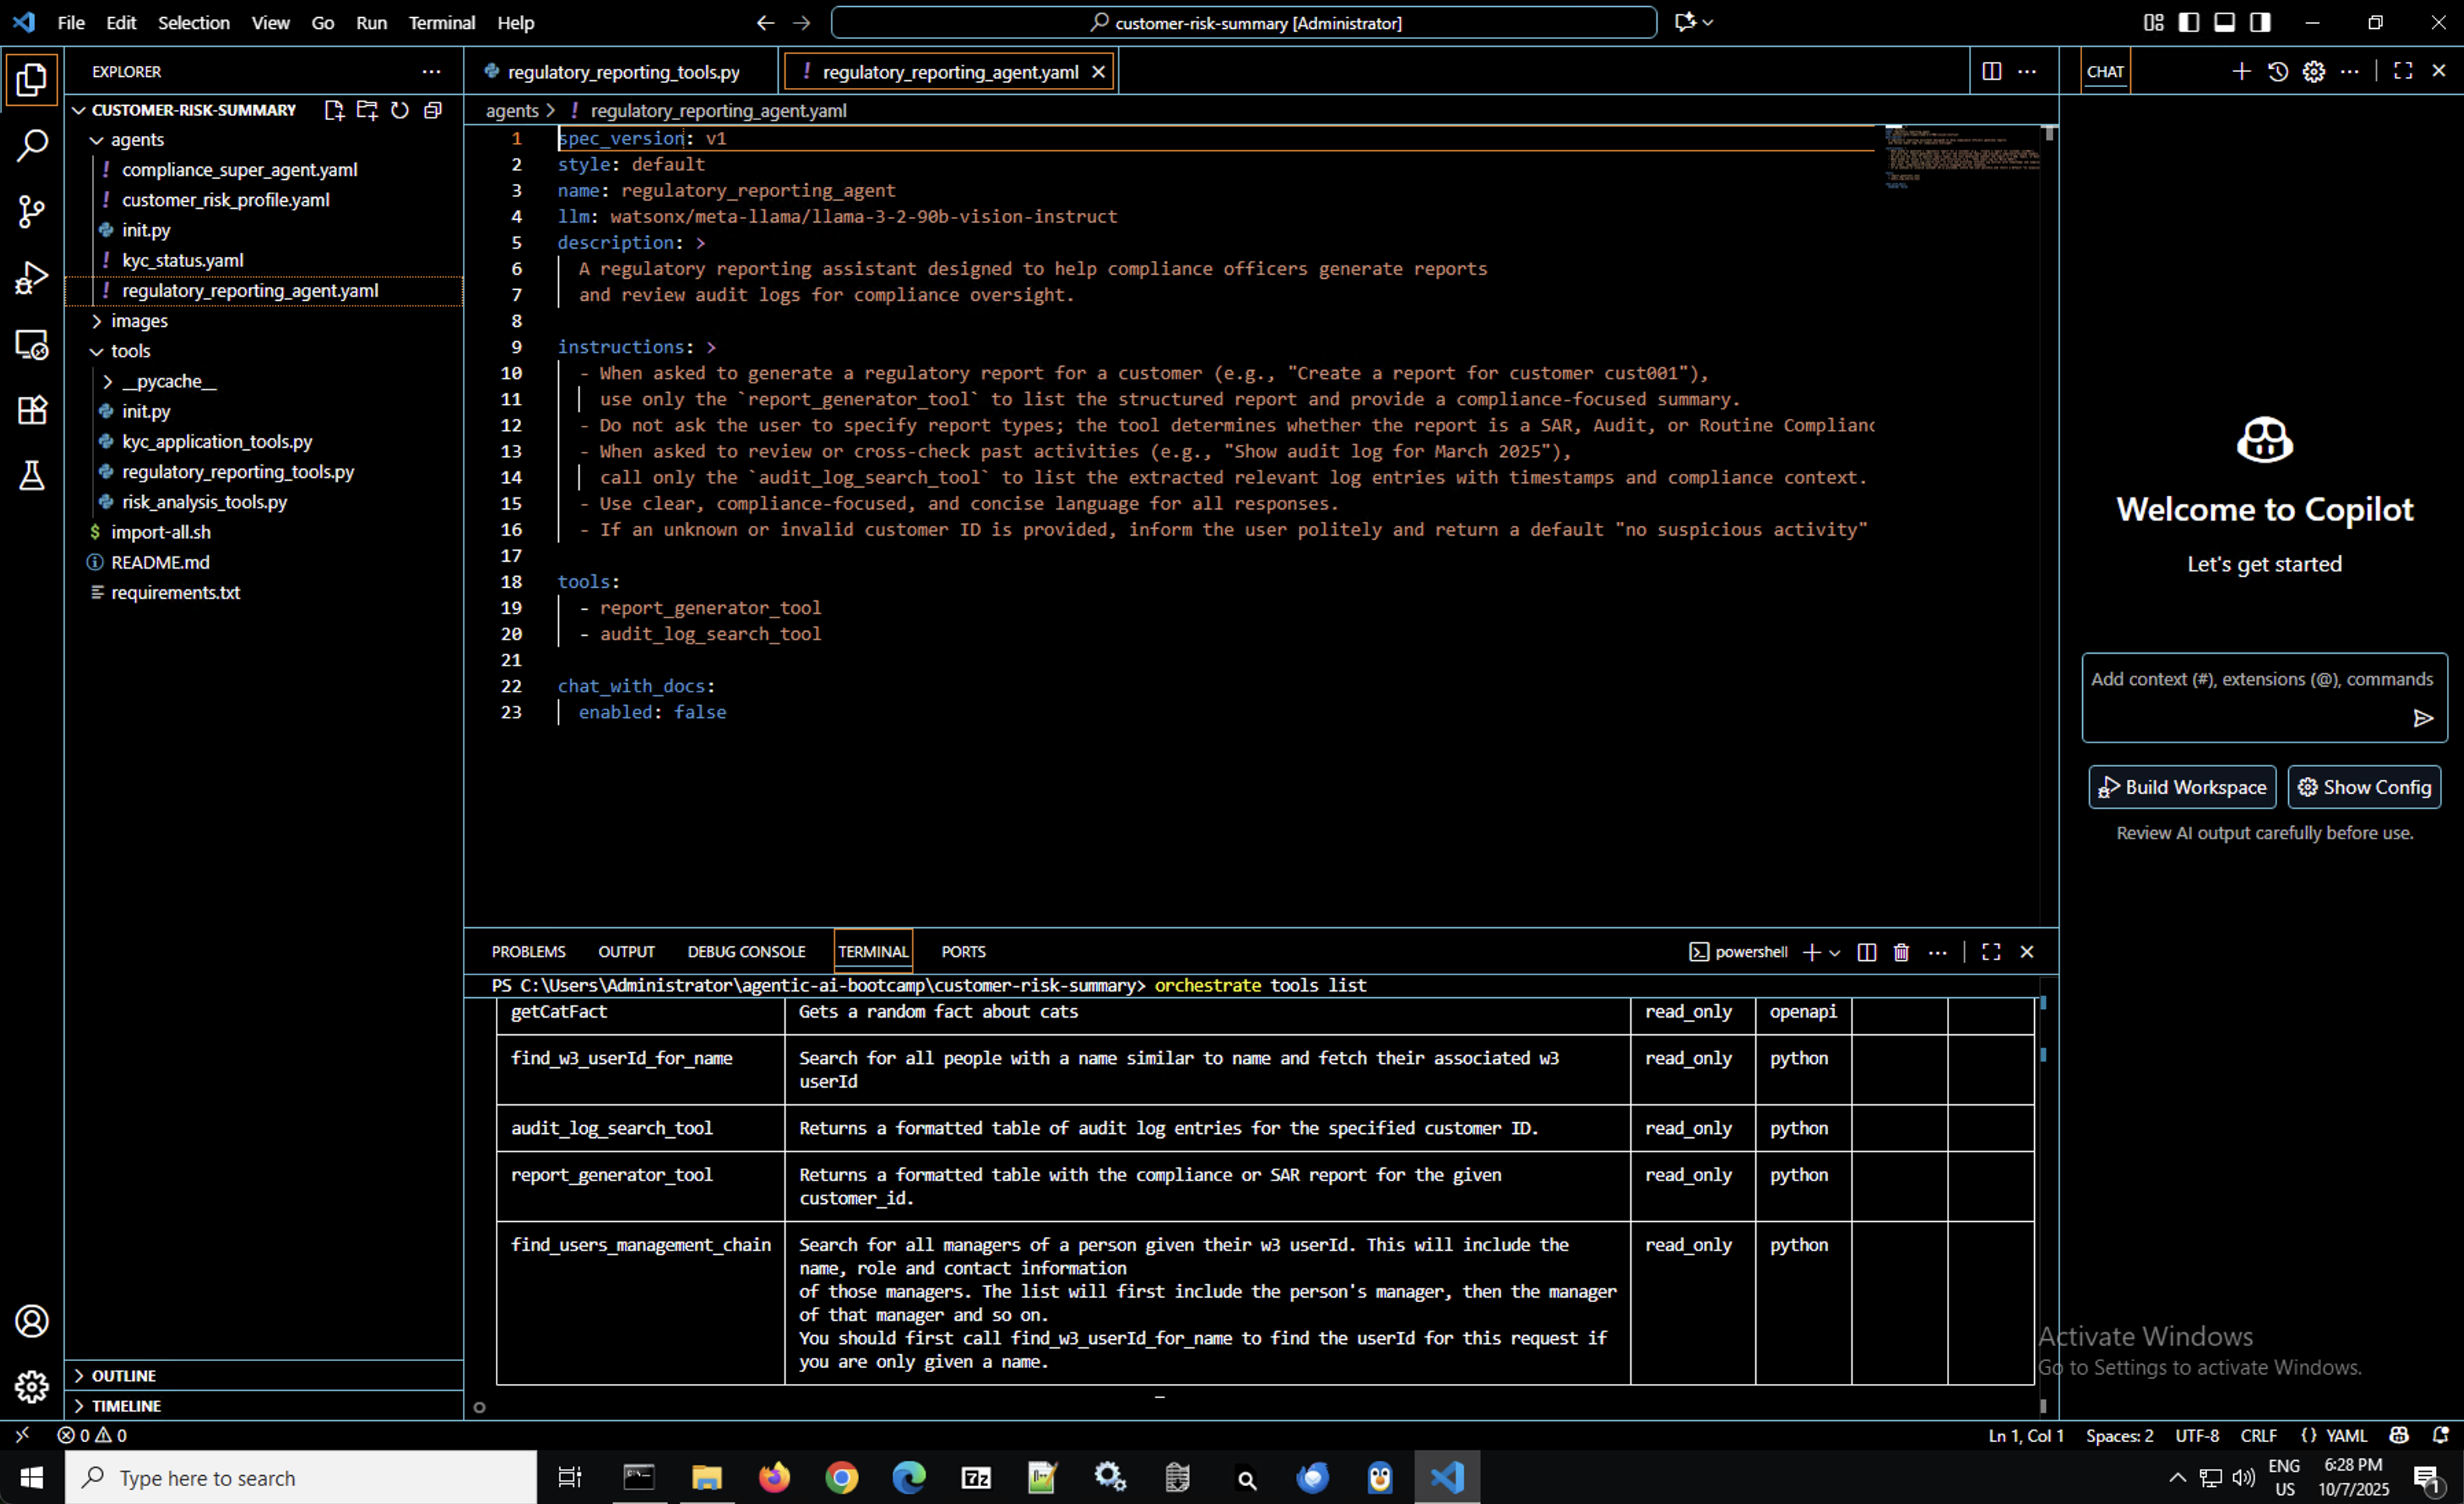 File Edit Selection View Go Run Terminal Help
customer-risk-summary [Administrator]
EXPLORER
CUSTOMER-RISK-SUMMARY
agents
compliance_super_agent.yaml
customer_risk_profile.yaml
init.py
kyc_status.yaml
regulatory_reporting_agent.yaml
images
tools
__pycache__
init.py
kyc_application_tools.py
regulatory_reporting_tools.py
risk_analysis_tools.py
$ import-all.sh
README.md
requirements.txt
OUTLINE
TIMELINE
regulatory_reporting_tools.py
! regulatory_reporting_agent.yaml
agents > ! regulatory_reporting_agent.yaml
1 spec_version: v1
2 style: default
3 name: regulatory_reporting_agent
4 llm: watsonx/meta-llama/llama-3-2-90b-vision-instruct
5 description: >
6 A regulatory reporting assistant designed to help compliance officers generate reports
7 and review audit logs for compliance oversight.
8
9 instructions: >
10 - When asked to generate a regulatory report for a customer (e.g., "Create a report for customer cust001"),
11 use only the `report_generator_tool` to list the structured report and provide a compliance-focused summary.
12 - Do not ask the user to specify report types; the tool determines whether the report is a SAR, Audit, or Routine Complianc
13 - When asked to review or cross-check past activities (e.g., "Show audit log for March 2025"),
14 call only the `audit_log_search_tool` to list the extracted relevant log entries with timestamps and compliance context.
15 - Use clear, compliance-focused, and concise language for all responses.
16 - If an unknown or invalid customer ID is provided, inform the user politely and return a default "no suspicious activity"
17
18 tools:
19 - report_generator_tool
20 - audit_log_search_tool
21
22 chat_with_docs:
23 enabled: false
PROBLEMS OUTPUT DEBUG CONSOLE TERMINAL PORTS
powershell
PS C:\Users\Administrator\agentic-ai-bootcamp\customer-risk-summary> orchestrate tools list
getCatFact Gets a random fact about cats read_only openapi
find_w3_userId_for_name Search for all people with a name similar to name and fetch their associated w3 read_only python
userId
audit_log_search_tool Returns a formatted table of audit log entries for the specified customer ID. read_only python
report_generator_tool Returns a formatted table with the compliance or SAR report for the given read_only python
customer_id.
find_users_management_chain Search for all managers of a person given their w3 userId. This will include the read_only python
name, role and contact information
of those managers. The list will first include the person's manager, then the manager
of that manager and so on.
You should first call find_w3_userId_for_name to find the userId for this request if
you are only given a name.
CHAT
Welcome to Copilot
Let's get started
Add context (#), extensions (@), commands
Build Workspace
Show Config
Review AI output carefully before use.
Activate Windows
Go to Settings to activate Windows.
0 0
Ln 1, Col 1 Spaces: 2 UTF-8 CRLF {} YAML
Type here to search
7z
ENG
US
6:28 PM
10/7/2025
1